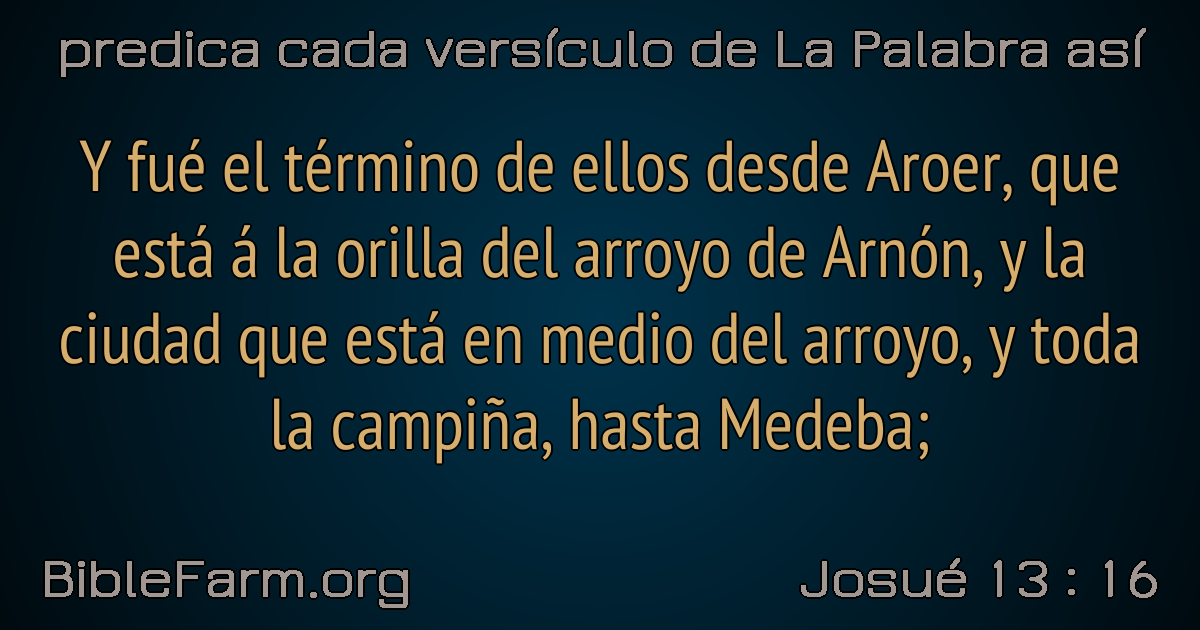 predica cada versículo de La Palabra así
Y fué el término de ellos desde Aroer, que
está á la orilla del arroyo de Arnón, y la
ciudad que está en medio del arroyo, y toda
la campiña, hasta Medeba;
BibleFarm.org
Josué 13 : 16